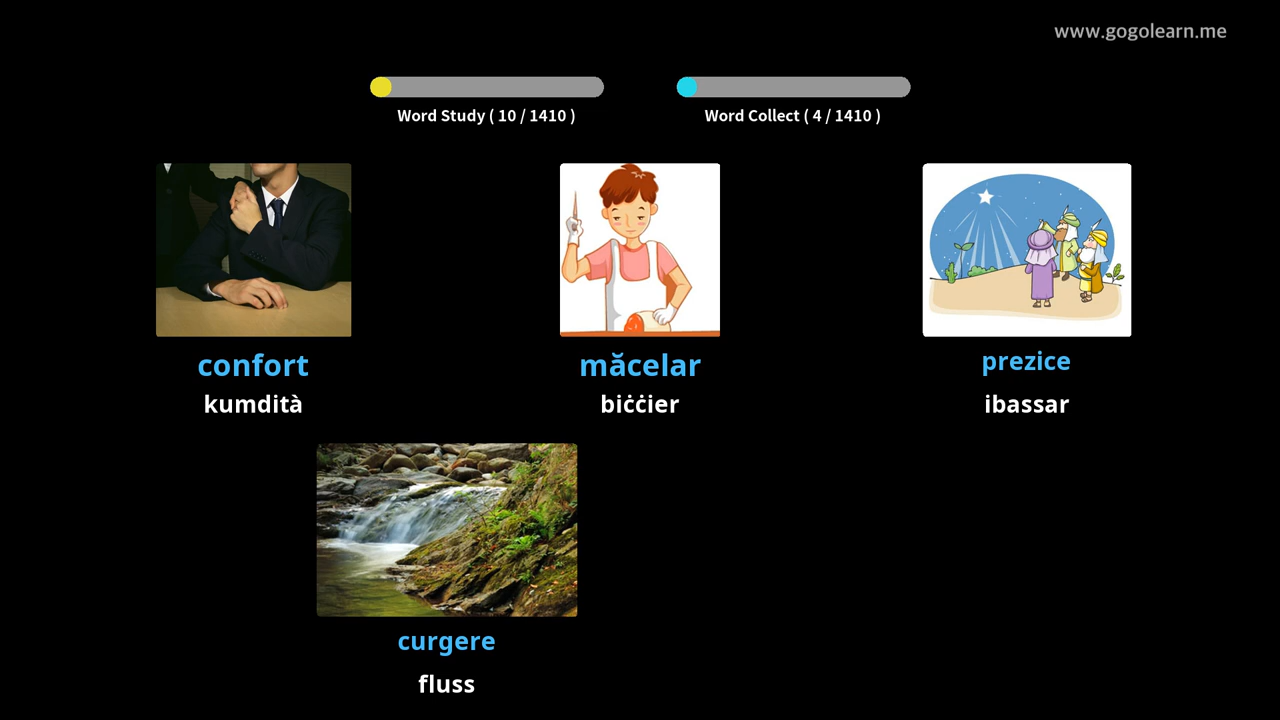 www.gogolearn.me
Word Study ( 10 / 1410 )
Word Collect ( 4 / 1410 )
confort
măcelar
prezice
kumdità
biċċier
ibassar
curgere
fluss